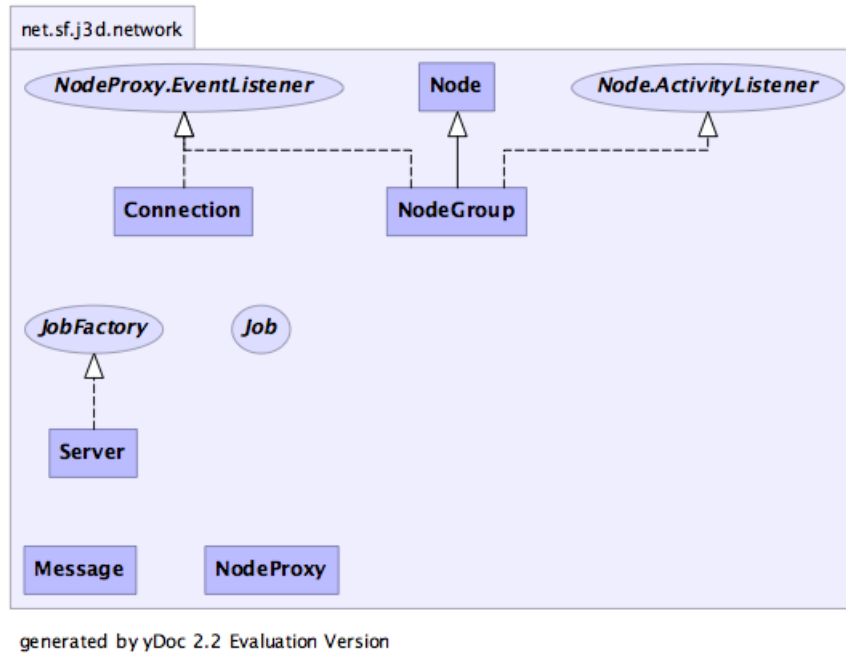 net.sf.j3d.network
NodeProxy.EventListener
Node
Node.ActivityListener
Connection
NodeGroup
JobFactory
Job
Server
Message
NodeProxy
generated by yDoc 2.2 Evaluation Version